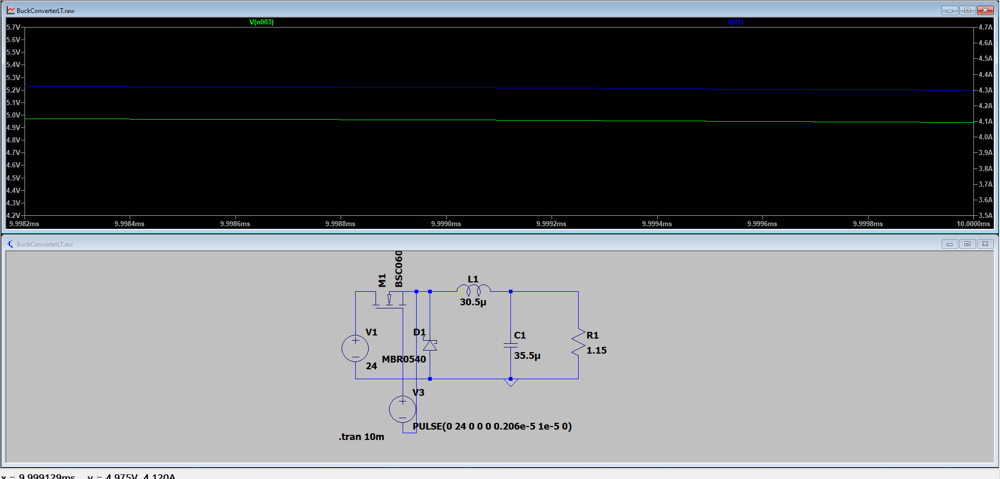 BuckConverterLT.raw
V(n003) I(R1)
5.7V 4.7A
5.6V 4.6A
5.5V 4.5A
5.4V 4.4A
5.3V 4.3A
5.2V 4.2A
5.1V 4.1A
5.0V 4.0A
4.9V 3.9A
4.8V 3.8A
4.7V 3.7A
4.6V 3.6A
4.5V 3.5A
4.4V
4.3V
4.2V
9.9982ms 9.9984ms 9.9986ms 9.9988ms 9.9990ms 9.9992ms 9.9994ms 9.9996ms 9.9998ms 10.0000ms
BuckConverterLT.asc
M1
BSC060
L1
30.5µ
V1
24
D1
MBR0540
C1
35.5µ
R1
1.15
V3
PULSE(0 24 0 0 0 0.206e-5 1e-5 0)
.tran 10m
x = 9.999129ms y = 4.975V, 4.120A